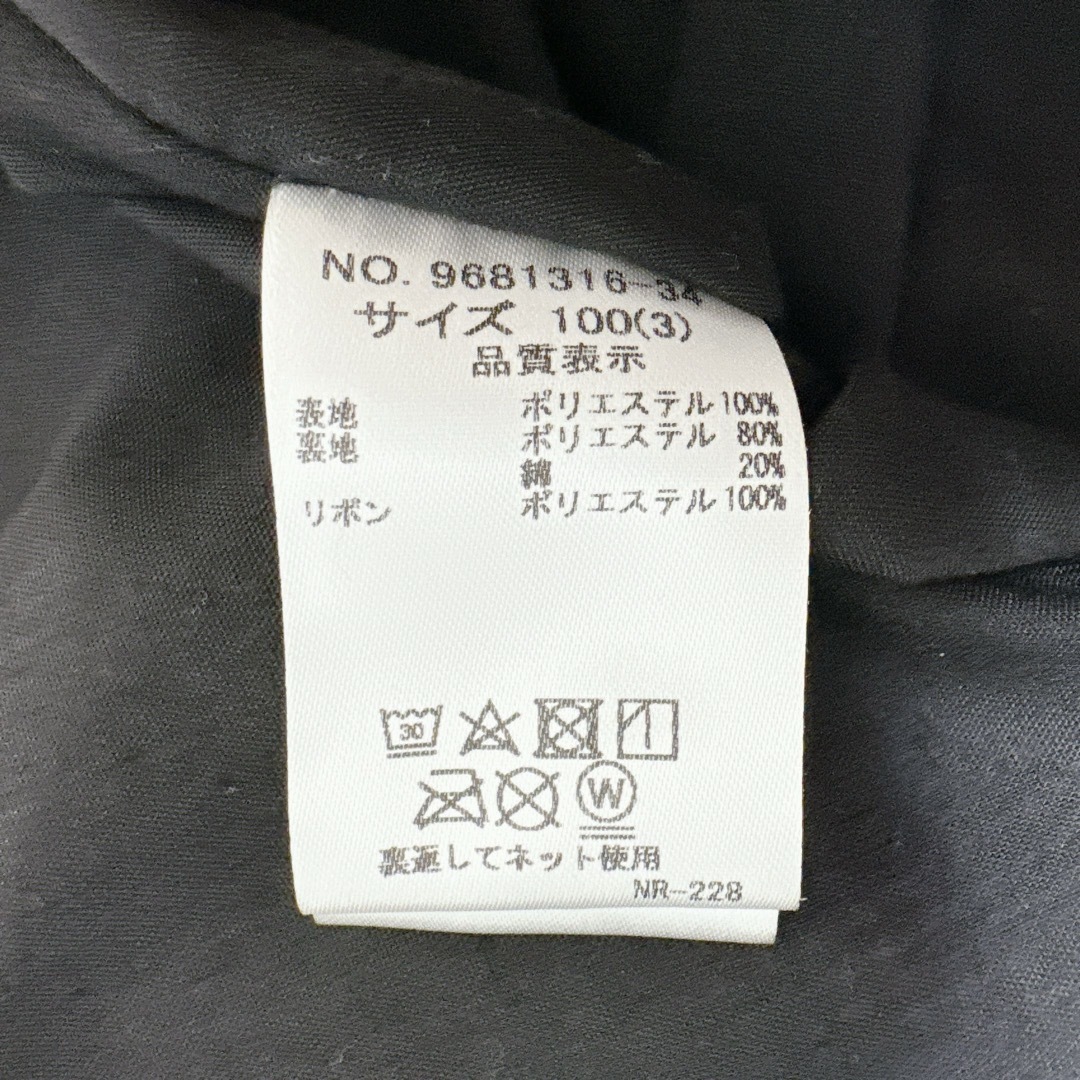 NO. 9681316-34
サイズ 100(3)
品質表示
表地 ポリエステル 100%
裏地 ポリエステル 80%
綿 20%
リボン ポリエステル 100%
30
W
裏返してネット使用
NR-228